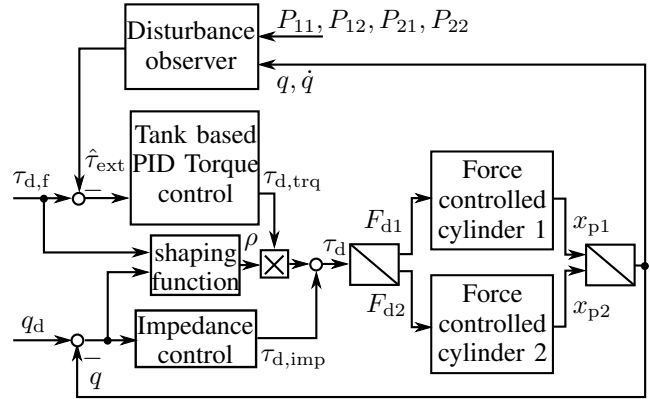 Disturbance
observer
P₁₁, P₁₂, P₂₁, P₂₂
q, q̇
τ̂ext
−
τd,f
Tank based
PID Torque
control
τd,trq
shaping
function
ρ
×
τd
Fd1
Fd2
Force
controlled
cylinder 1
xp1
Force
controlled
cylinder 2
xp2
qd
−
q
Impedance
control
τd,imp